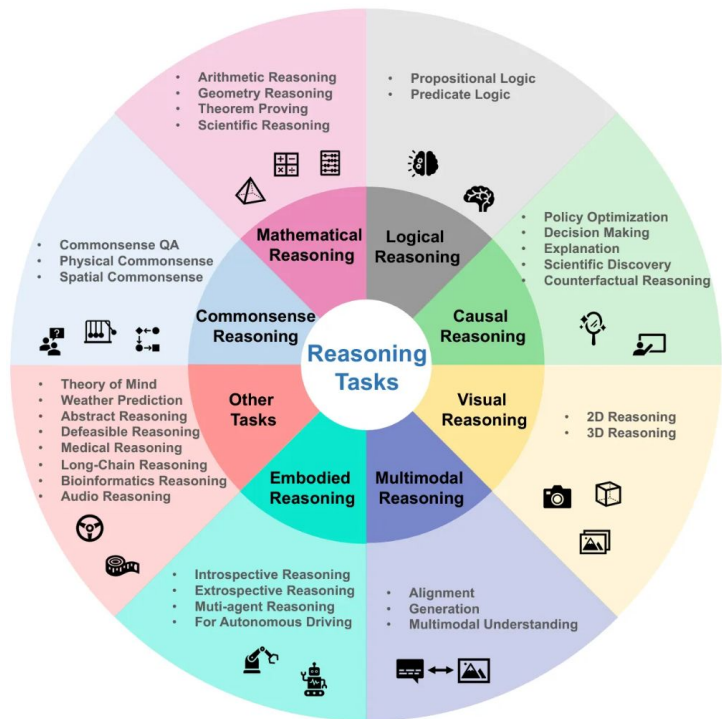 Reasoning
Tasks
Mathematical
Reasoning
• Arithmetic Reasoning
• Geometry Reasoning
• Theorem Proving
• Scientific Reasoning
Logical
Reasoning
• Propositional Logic
• Predicate Logic
Causal
Reasoning
• Policy Optimization
• Decision Making
• Explanation
• Scientific Discovery
• Counterfactual Reasoning
Visual
Reasoning
• 2D Reasoning
• 3D Reasoning
Multimodal
Reasoning
• Alignment
• Generation
• Multimodal Understanding
Embodied
Reasoning
• Introspective Reasoning
• Extrospective Reasoning
• Muti-agent Reasoning
• For Autonomous Driving
Other
Tasks
• Theory of Mind
• Weather Prediction
• Abstract Reasoning
• Defeasible Reasoning
• Medical Reasoning
• Long-Chain Reasoning
• Bioinformatics Reasoning
• Audio Reasoning
Commonsense
Reasoning
• Commonsense QA
• Physical Commonsense
• Spatial Commonsense